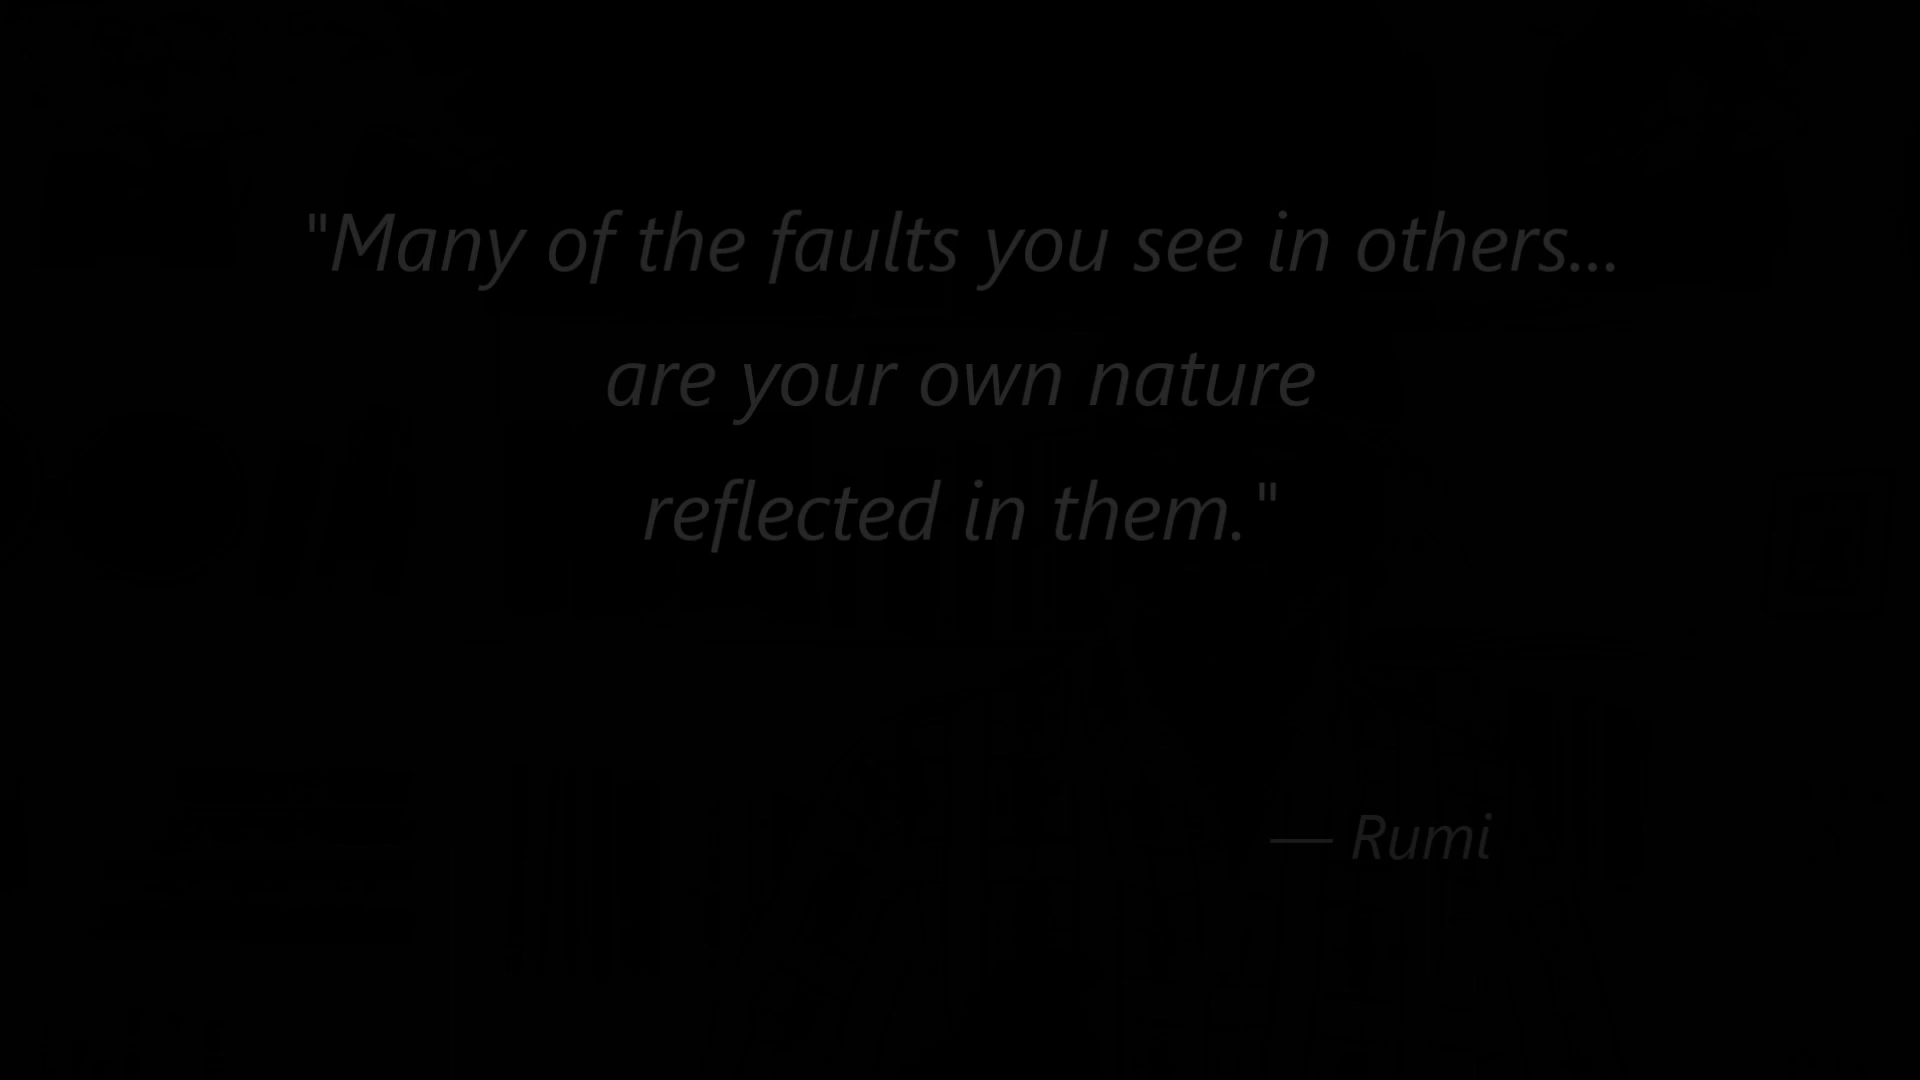 "Many of the faults you see in others...
are your own nature
reflected in them."
— Rumi